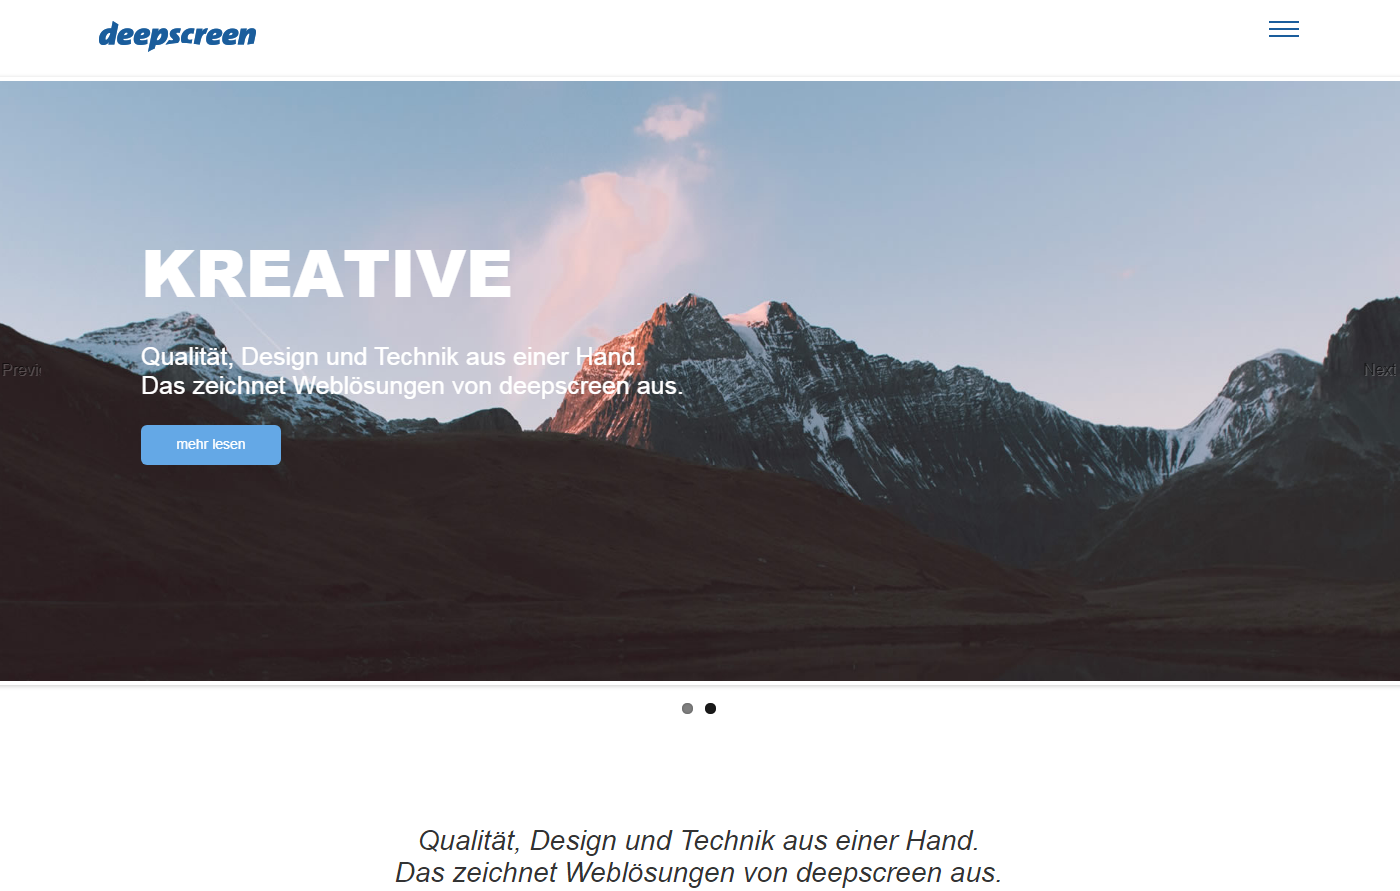 deepscreen
KREATIVE
Qualität, Design und Technik aus einer Hand.
Das zeichnet Weblösungen von deepscreen aus.
Previ
Next
mehr lesen
Qualität, Design und Technik aus einer Hand.
Das zeichnet Weblösungen von deepscreen aus.